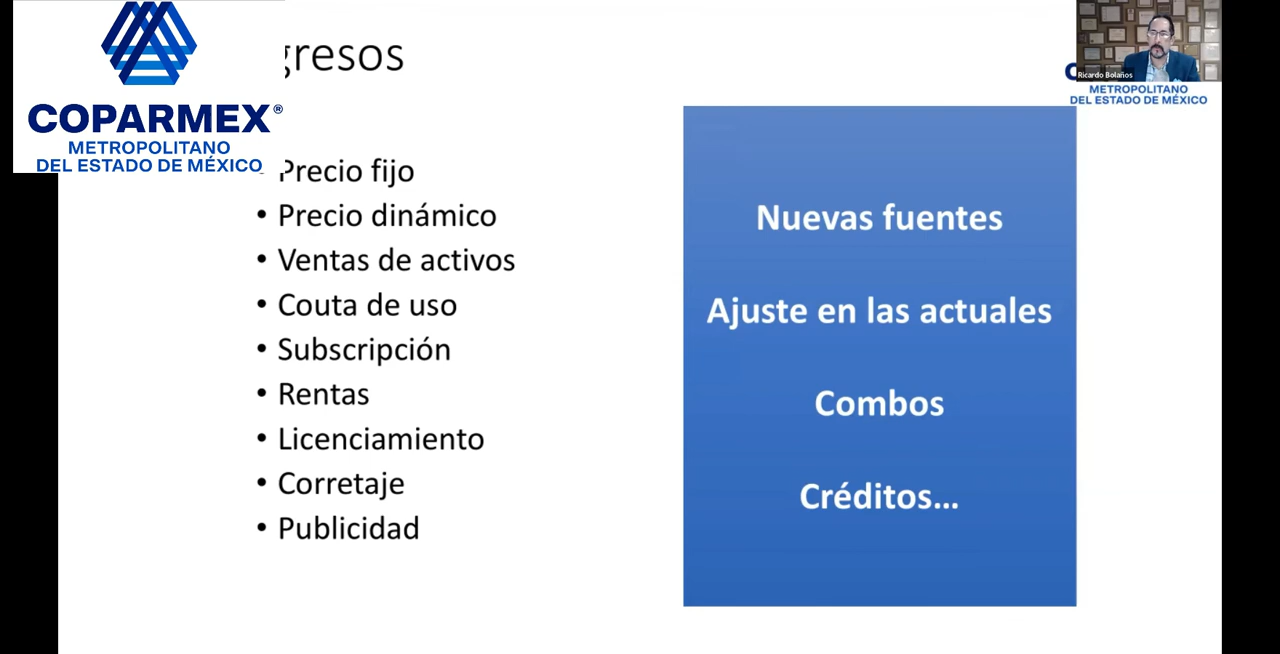 COPARMEX®
METROPOLITANO
DEL ESTADO DE MÉXICO
gresos
Precio fijo
• Precio dinámico
• Ventas de activos
• Couta de uso
• Subscripción
• Rentas
• Licenciamiento
• Corretaje
• Publicidad
Nuevas fuentes
Ajuste en las actuales
Combos
Créditos...
Ricardo Bolaños
METROPOLITANO
DEL ESTADO DE MÉXICO